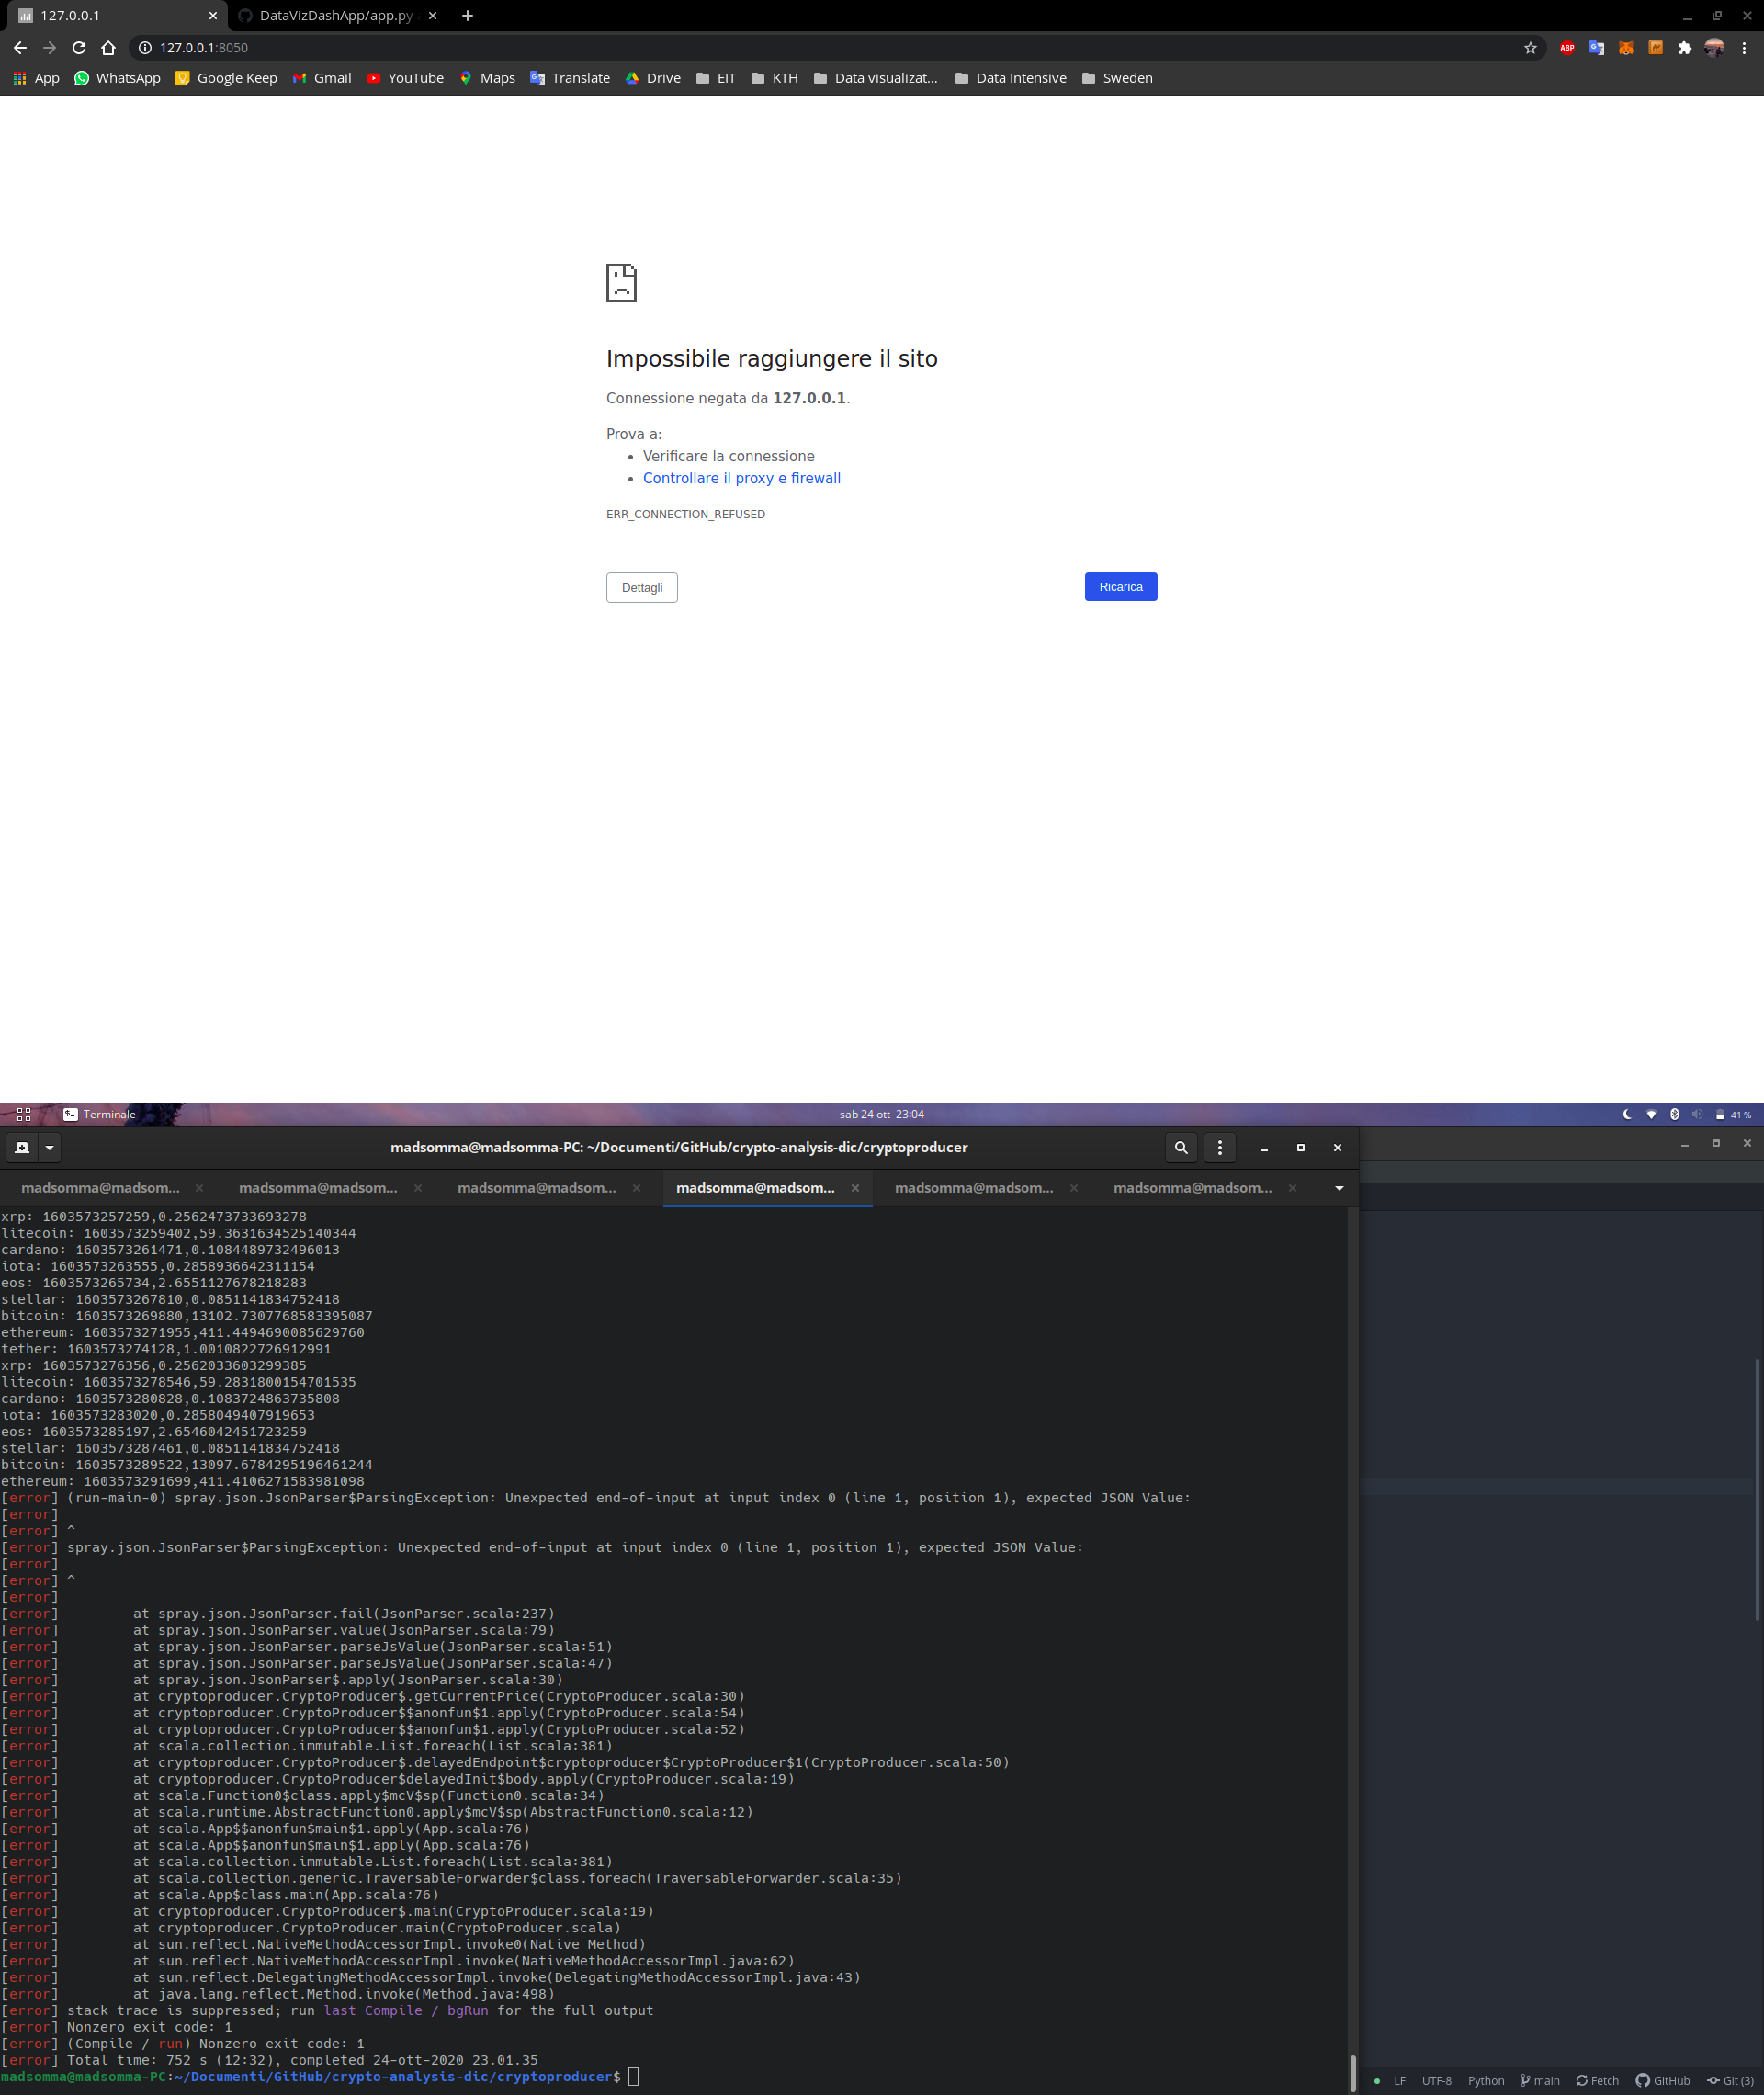 127.0.0.1
DataVizDashApp/app.py
127.0.0.1:8050
App WhatsApp Google Keep Gmail YouTube Maps Translate Drive EIT KTH Data visualizat... Data Intensive Sweden
Impossibile raggiungere il sito
Connessione negata da 127.0.0.1.
Prova a:
• Verificare la connessione
• Controllare il proxy e firewall
ERR_CONNECTION_REFUSED
Dettagli Ricarica
Terminale sab 24 ott 23:04 41 %
madsomma@madsomma-PC: ~/Documenti/GitHub/crypto-analysis-dic/cryptoproducer
madsomma@madsom... madsomma@madsom... madsomma@madsom... madsomma@madsom... madsomma@madsom... madsomma@madsom...
xrp: 1603573257259,0.2562473733693278
litecoin: 1603573259402,59.3631634525140344
cardano: 1603573261471,0.1084489732496013
iota: 1603573263555,0.2858936642311154
eos: 1603573265734,2.6551127678218283
stellar: 1603573267810,0.0851141834752418
bitcoin: 1603573269880,13102.7307768583395087
ethereum: 1603573271955,411.4494690085629760
tether: 1603573274128,1.0010822726912991
xrp: 1603573276356,0.2562033603299385
litecoin: 1603573278546,59.2831800154701535
cardano: 1603573280828,0.1083724863735808
iota: 1603573283020,0.2858049407919653
eos: 1603573285197,2.6546042451723259
stellar: 1603573287461,0.0851141834752418
bitcoin: 1603573289522,13097.6784295196461244
ethereum: 1603573291699,411.4106271583981098
[error] (run-main-0) spray.json.JsonParser$ParsingException: Unexpected end-of-input at input index 0 (line 1, position 1), expected JSON Value:
[error]
[error] ^
[error] spray.json.JsonParser$ParsingException: Unexpected end-of-input at input index 0 (line 1, position 1), expected JSON Value:
[error]
[error] ^
[error]
[error] at spray.json.JsonParser.fail(JsonParser.scala:237)
[error] at spray.json.JsonParser.value(JsonParser.scala:79)
[error] at spray.json.JsonParser.parseJsValue(JsonParser.scala:51)
[error] at spray.json.JsonParser.parseJsValue(JsonParser.scala:47)
[error] at spray.json.JsonParser$.apply(JsonParser.scala:30)
[error] at cryptoproducer.CryptoProducer$.getCurrentPrice(CryptoProducer.scala:30)
[error] at cryptoproducer.CryptoProducer$$anonfun$1.apply(CryptoProducer.scala:54)
[error] at cryptoproducer.CryptoProducer$$anonfun$1.apply(CryptoProducer.scala:52)
[error] at scala.collection.immutable.List.foreach(List.scala:381)
[error] at cryptoproducer.CryptoProducer$.delayedEndpoint$cryptoproducer$CryptoProducer$1(CryptoProducer.scala:50)
[error] at cryptoproducer.CryptoProducer$delayedInit$body.apply(CryptoProducer.scala:19)
[error] at scala.Function0$class.apply$mcV$sp(Function0.scala:34)
[error] at scala.runtime.AbstractFunction0.apply$mcV$sp(AbstractFunction0.scala:12)
[error] at scala.App$$anonfun$main$1.apply(App.scala:76)
[error] at scala.App$$anonfun$main$1.apply(App.scala:76)
[error] at scala.collection.immutable.List.foreach(List.scala:381)
[error] at scala.collection.generic.TraversableForwarder$class.foreach(TraversableForwarder.scala:35)
[error] at scala.App$class.main(App.scala:76)
[error] at cryptoproducer.CryptoProducer$.main(CryptoProducer.scala:19)
[error] at cryptoproducer.CryptoProducer.main(CryptoProducer.scala)
[error] at sun.reflect.NativeMethodAccessorImpl.invoke0(Native Method)
[error] at sun.reflect.NativeMethodAccessorImpl.invoke(NativeMethodAccessorImpl.java:62)
[error] at sun.reflect.DelegatingMethodAccessorImpl.invoke(DelegatingMethodAccessorImpl.java:43)
[error] at java.lang.reflect.Method.invoke(Method.java:498)
[error] stack trace is suppressed; run last Compile / bgRun for the full output
[error] Nonzero exit code: 1
[error] (Compile / run) Nonzero exit code: 1
[error] Total time: 752 s (12:32), completed 24-ott-2020 23.01.35
madsomma@madsomma-PC:~/Documenti/GitHub/crypto-analysis-dic/cryptoproducer$
LF UTF-8 Python main Fetch GitHub Git (3)